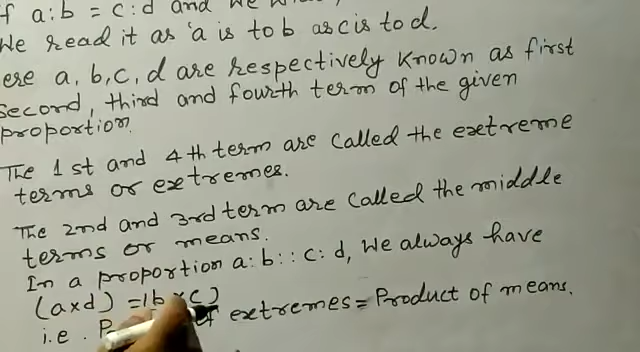 f a:b = c:d and we
We read it as 'a is to b as c is to d.
ere a, b, c, d are respectively known as first
second, third and fourth term of the given
proportion.
The 1st and 4th term are called the extreme
terms or extremes.
The 2nd and 3rd term are called the middle
terms or means.
In a proportion a:b::c:d, We always have
(a×d) = (b×c)
i.e. extremes = Product of means.